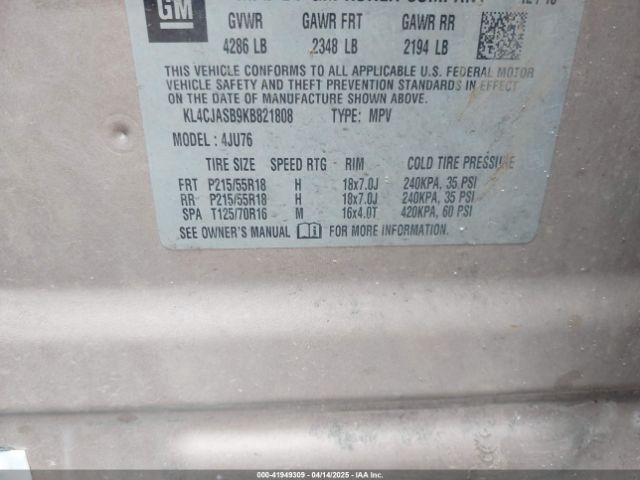 GM
GVWR GAWR FRT GAWR RR
4286 LB 2348 LB 2194 LB
THIS VEHICLE CONFORMS TO ALL APPLICABLE U.S. FEDERAL MOTOR
VEHICLE SAFETY AND THEFT PREVENTION STANDARDS IN EFFECT
ON THE DATE OF MANUFACTURE SHOWN ABOVE.
KL4CJASB9KB821808 TYPE: MPV
MODEL: 4JU76
TIRE SIZE SPEED RTG RIM COLD TIRE PRESSURE
FRT P215/55R18 H 18x7.0J 240KPA, 35 PSI
RR P215/55R18 H 18x7.0J 240KPA, 35 PSI
SPA T125/70R16 M 16x4.0T 420KPA, 60 PSI
SEE OWNER'S MANUAL FOR MORE INFORMATION.
000-41949309 | 04/14/2025 - IAAI.COM